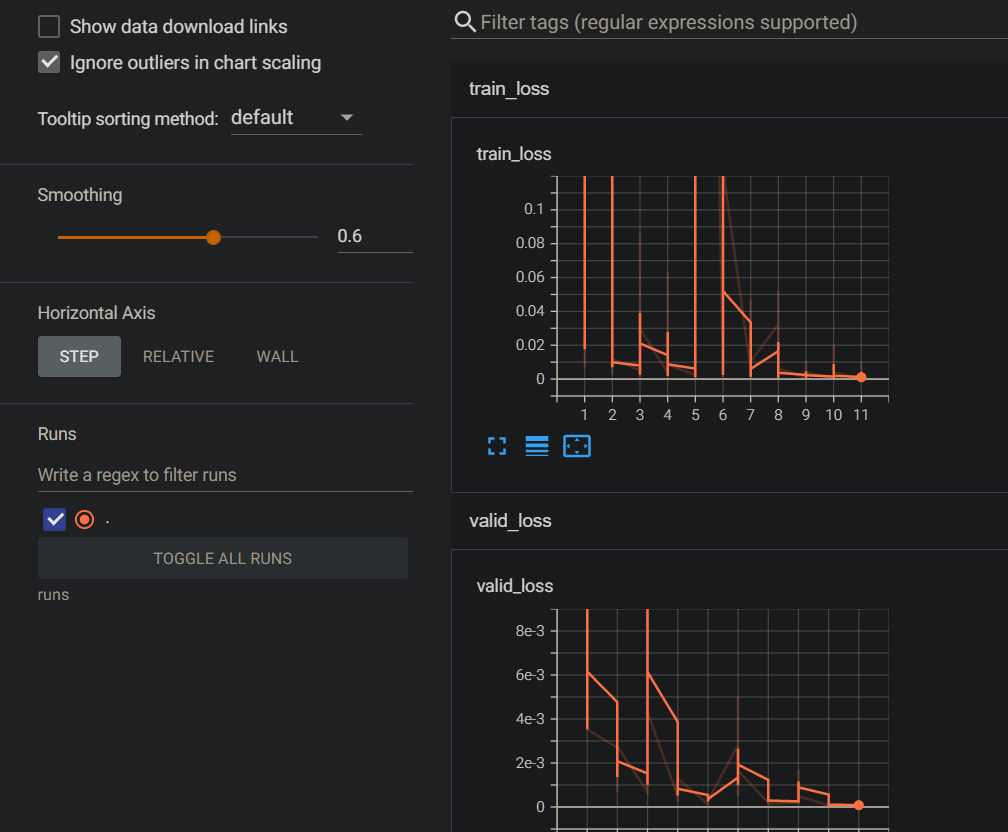 Show data download links
Ignore outliers in chart scaling
Tooltip sorting method: default
Smoothing
0.6
Horizontal Axis
STEP RELATIVE WALL
Runs
Write a regex to filter runs
.
TOGGLE ALL RUNS
runs
Filter tags (regular expressions supported)
train_loss
train_loss
0.1
0.08
0.06
0.04
0.02
0
1 2 3 4 5 6 7 8 9 10 11
valid_loss
valid_loss
8e-3
6e-3
4e-3
2e-3
0